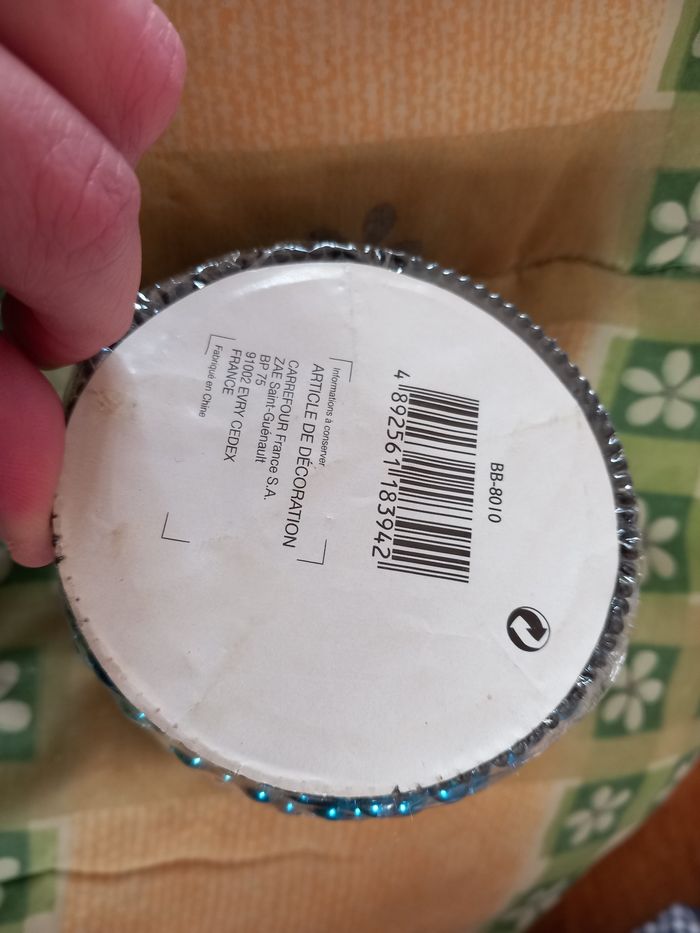 BB-8010
4 892561 183942
Informations à conserver
ARTICLE DE DÉCORATION
CARREFOUR France S.A.
ZAE Saint-Guénault
BP 75
91002 EVRY CEDEX
FRANCE
Fabriqué en Chine